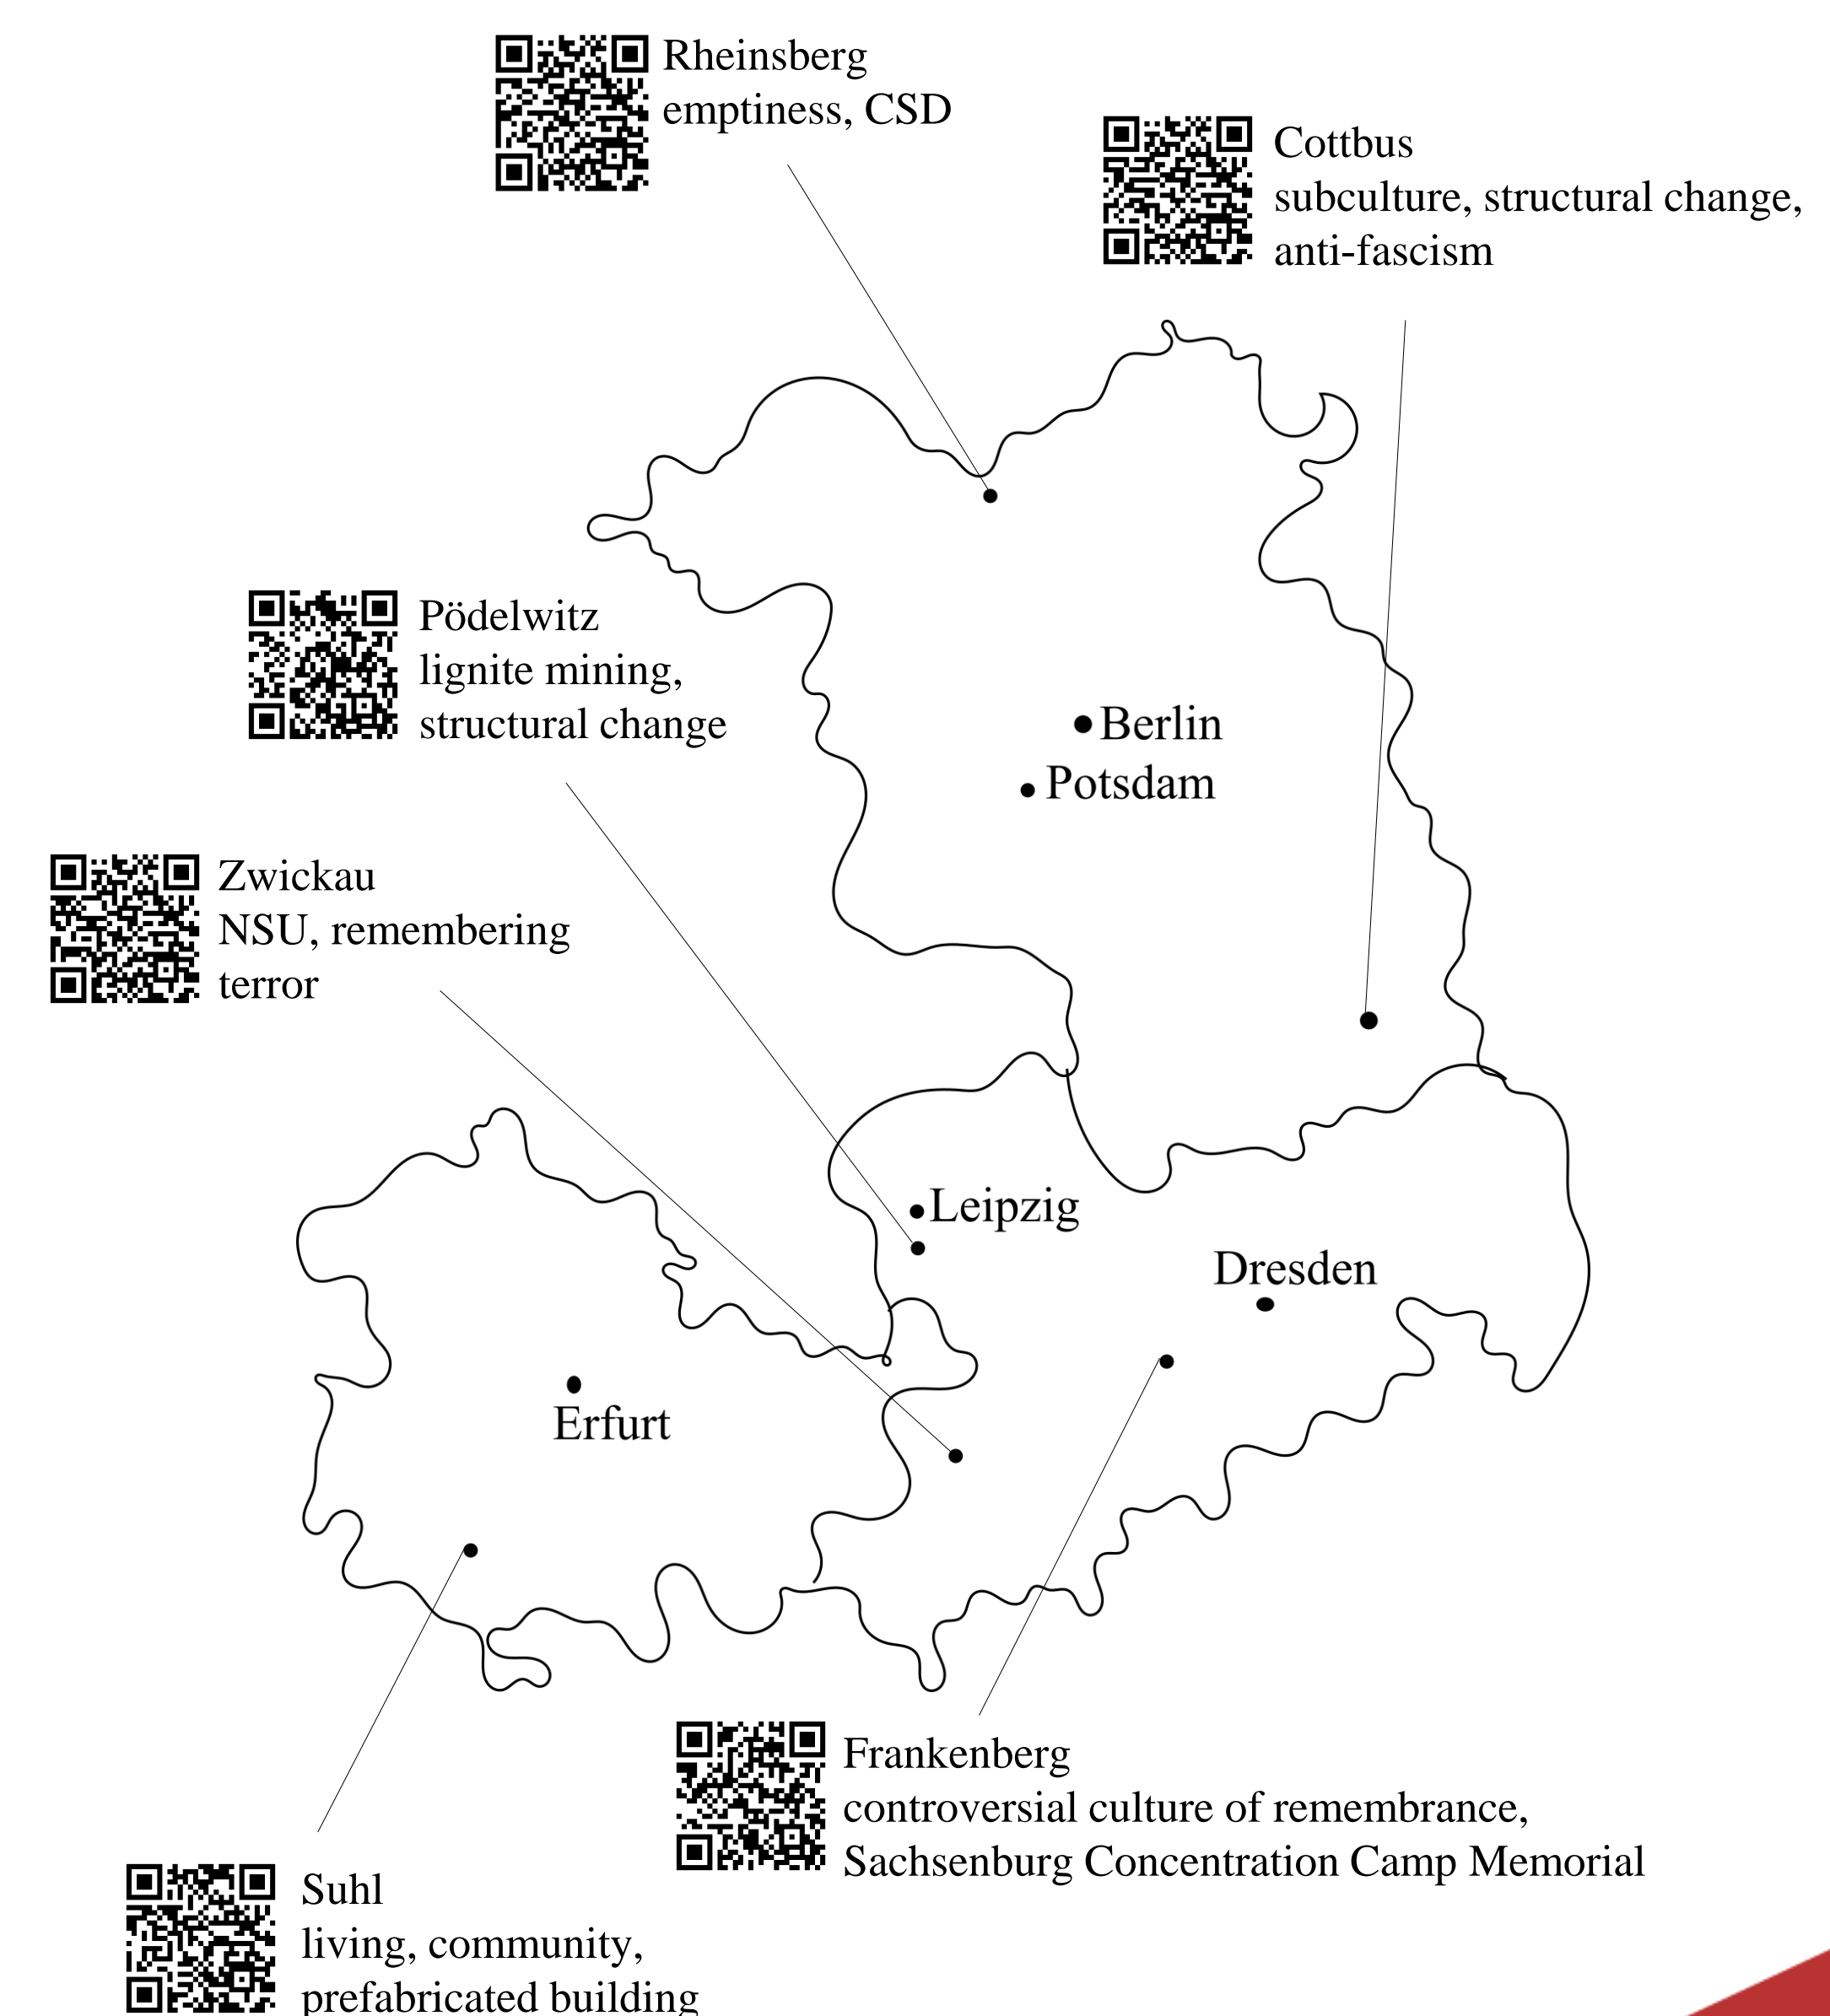 Rheinsberg
emptiness, CSD
Cottbus
subculture, structural change,
anti-fascism
Pödelwitz
lignite mining,
structural change
Berlin
Potsdam
Zwickau
NSU, remembering
terror
Leipzig
Dresden
Erfurt
Frankenberg
controversial culture of remembrance,
Sachsenburg Concentration Camp Memorial
Suhl
living, community,
prefabricated building